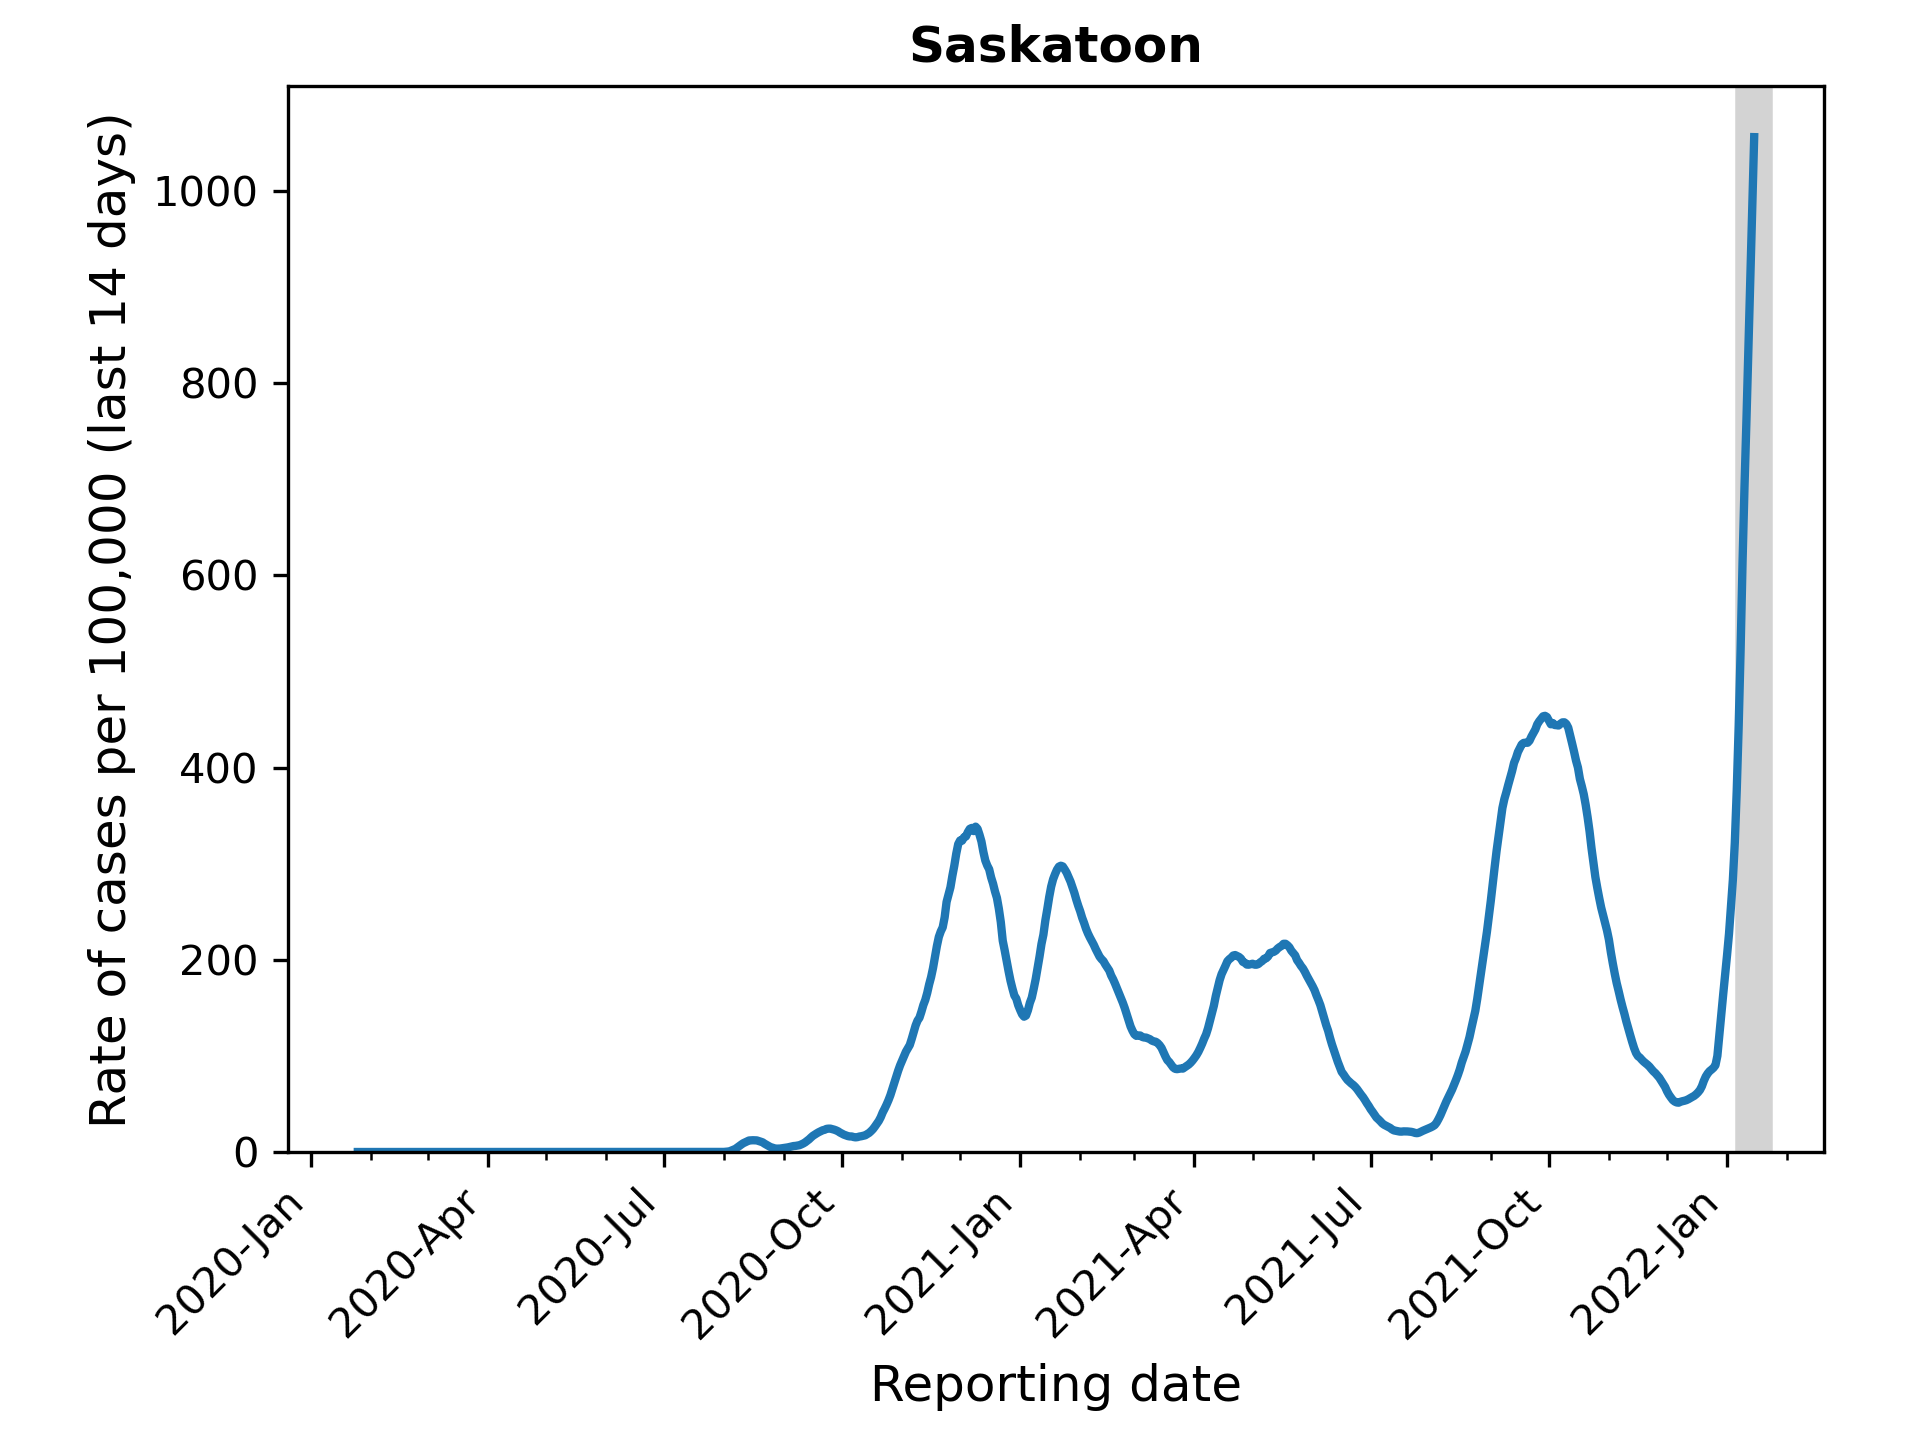 Saskatoon
Rate of cases per 100,000 (last 14 days)
1000
800
600
400
200
0
2020-Jan
2020-Apr
2020-Jul
2020-Oct
2021-Jan
2021-Apr
2021-Jul
2021-Oct
2022-Jan
Reporting date